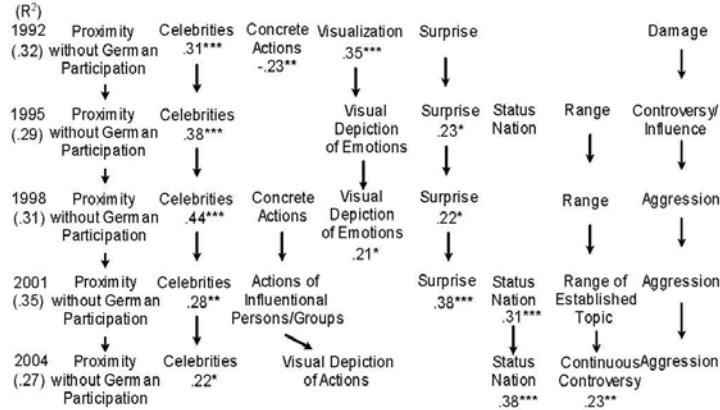 (R²)
1992 Proximity Celebrities Concrete Visualization Surprise Damage
(.32) without German .31*** Actions .35***
Participation -.23**
1995 Proximity Celebrities Visual Surprise Status Range Controversy/
(.29) without German .38*** Depiction .23* Nation Influence
Participation of Emotions
1998 Proximity Celebrities Concrete Visual Surprise Range Aggression
(.31) without German .44*** Actions Depiction .22*
Participation of Emotions
.21*
2001 Proximity Celebrities Actions of Surprise Status Range of Aggression
(.35) without German .28** Influentional .38*** Nation Established
Participation Persons/Groups .31*** Topic
2004 Proximity Celebrities Visual Depiction Status Continuous Aggression
(.27) without German .22* of Actions Nation Controversy
Participation .38*** .23**